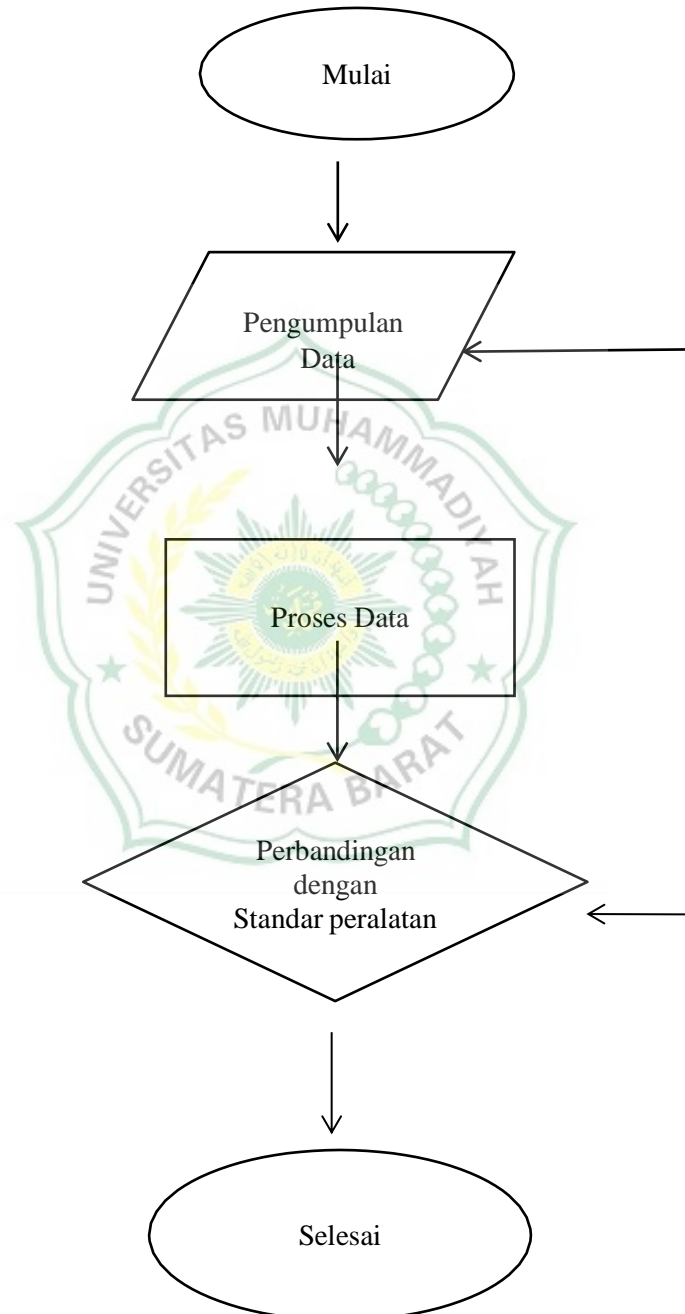 Mulai
Pengumpulan
Data
UNIVERSITAS MUHAMMADIYAH
Proses Data
SUMATERA BARAT
Perbandingan
dengan
Standar peralatan
Selesai